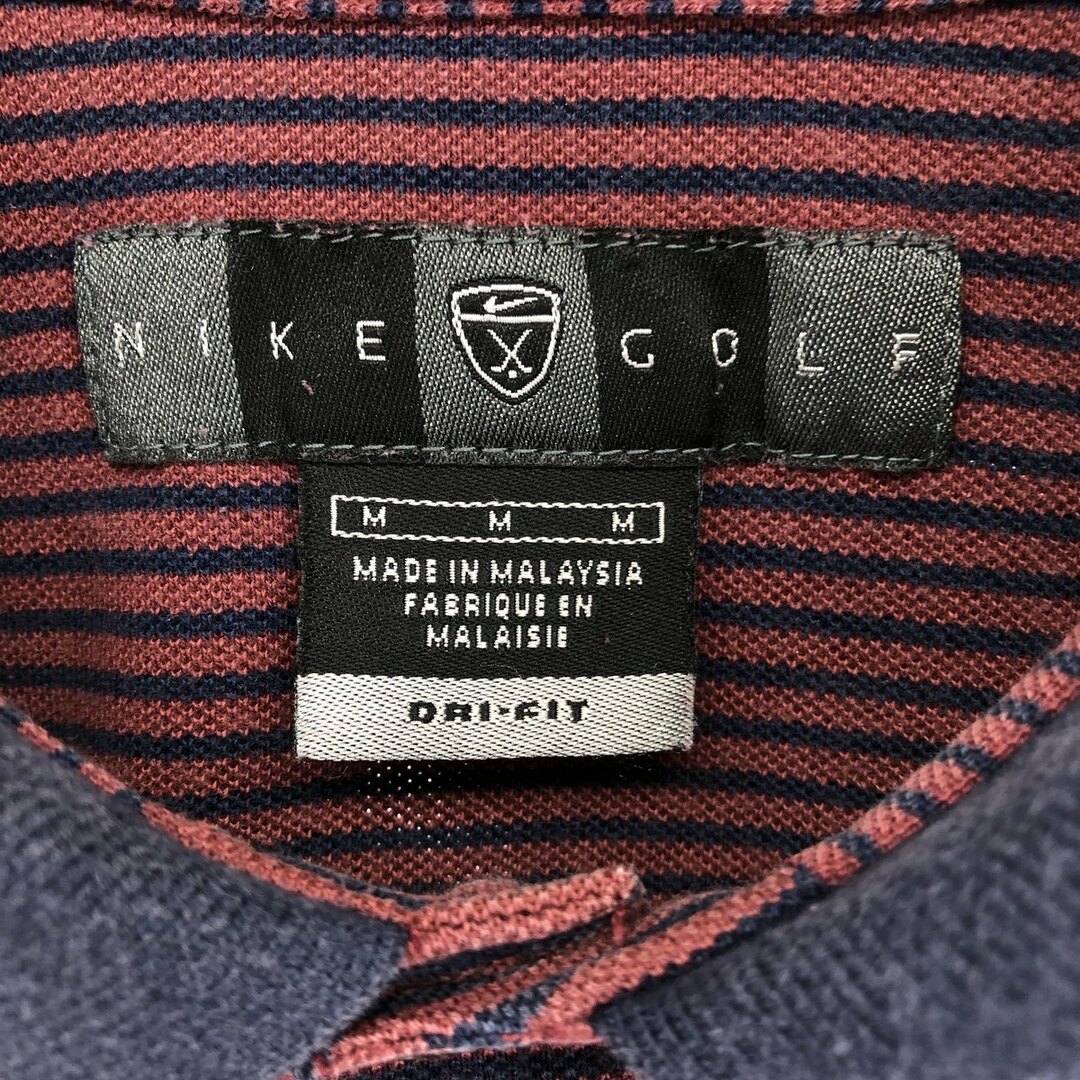 NIKE GOLF
M M M
MADE IN MALAYSIA
FABRIQUE EN
MALAISIE
DRI-FIT